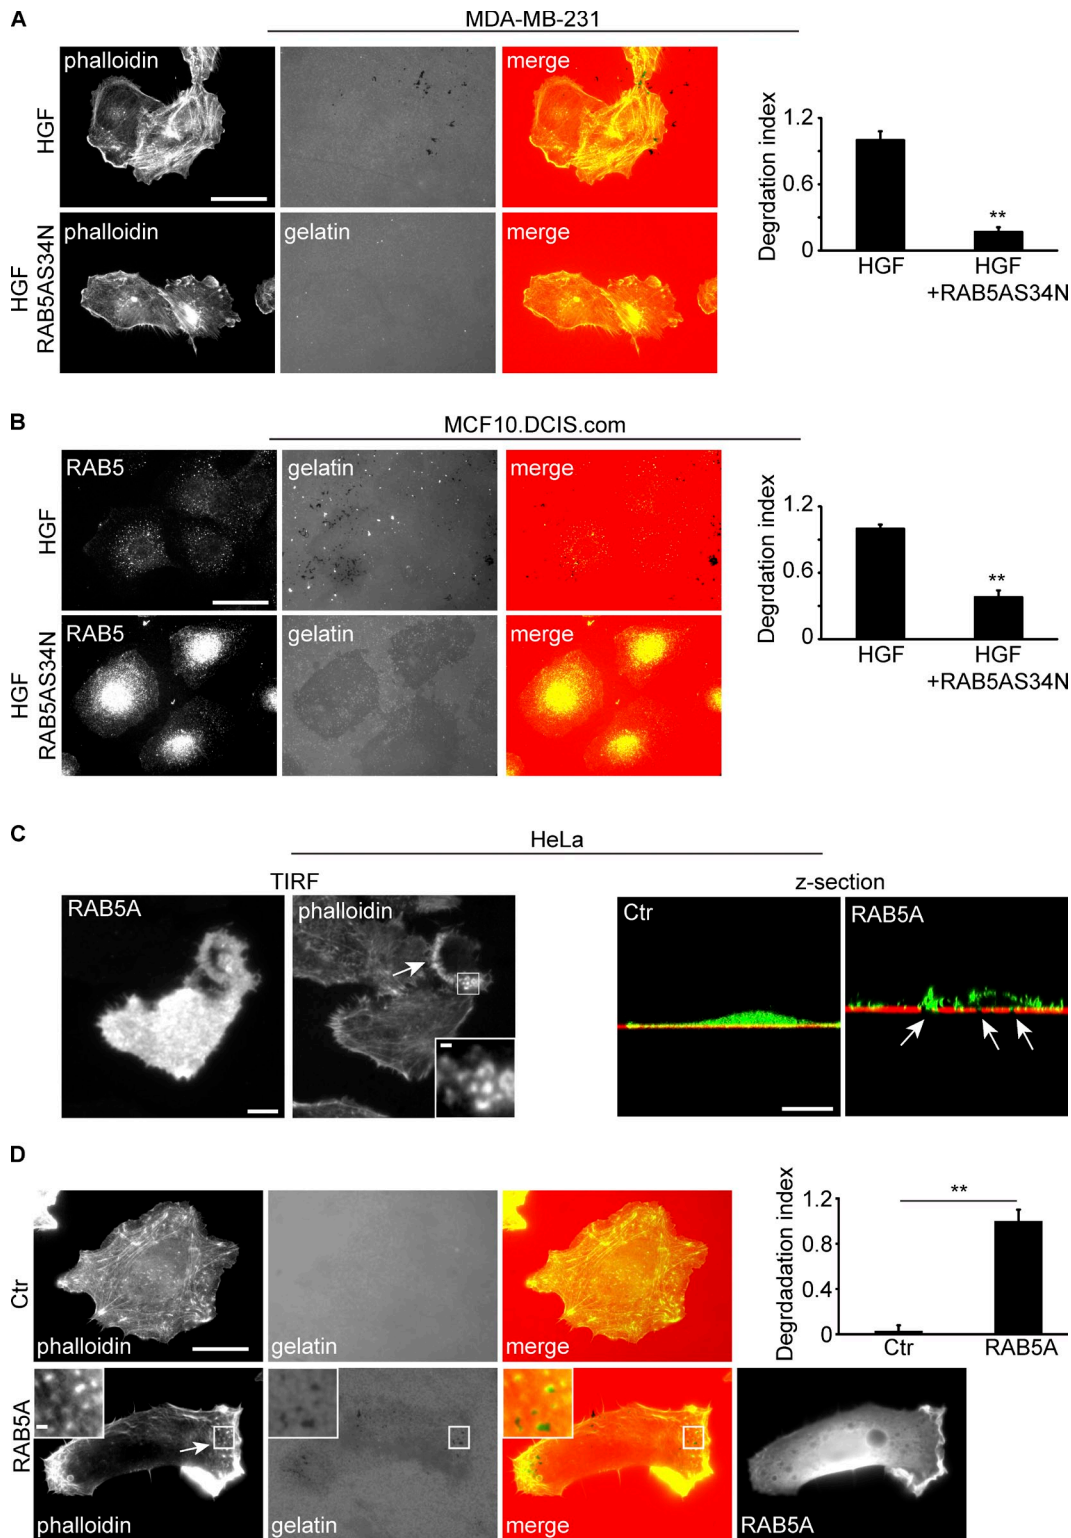 A
MDA-MB-231
HGF
phalloidin
merge
HGF
RAB5AS34N
phalloidin
gelatin
merge
Degrdation index
1.2
0.6
0
**
HGF
HGF
+RAB5AS34N
B
MCF10.DCIS.com
HGF
RAB5
gelatin
merge
HGF
RAB5AS34N
RAB5
gelatin
merge
Degrdation index
1.2
0.6
0
**
HGF
HGF
+RAB5AS34N
C
HeLa
TIRF
z-section
RAB5A
phalloidin
Ctr
RAB5A
D
Ctr
phalloidin
gelatin
merge
Degrdadation index
1.2
0.8
0.4
0
**
Ctr
RAB5A
RAB5A
phalloidin
gelatin
merge
RAB5A